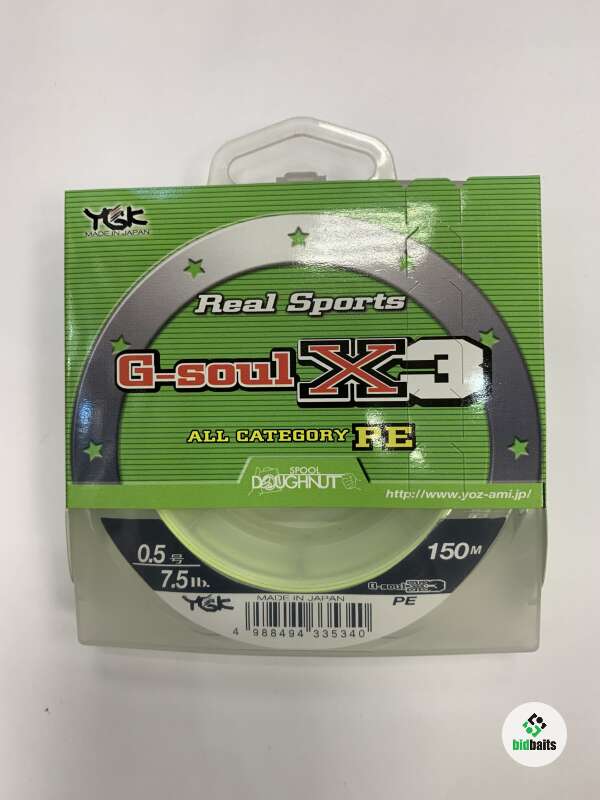 YGK
MADE IN JAPAN
Real Sports
G-soul X3
ALL CATEGORY PE
SPOOL
DOUGHNUT
http://www.yoz-ami.jp/
0.5号
7.5lb.
150M
G-soul X3
PE
YGK
MADE IN JAPAN
4 988494 335340
bidbaits